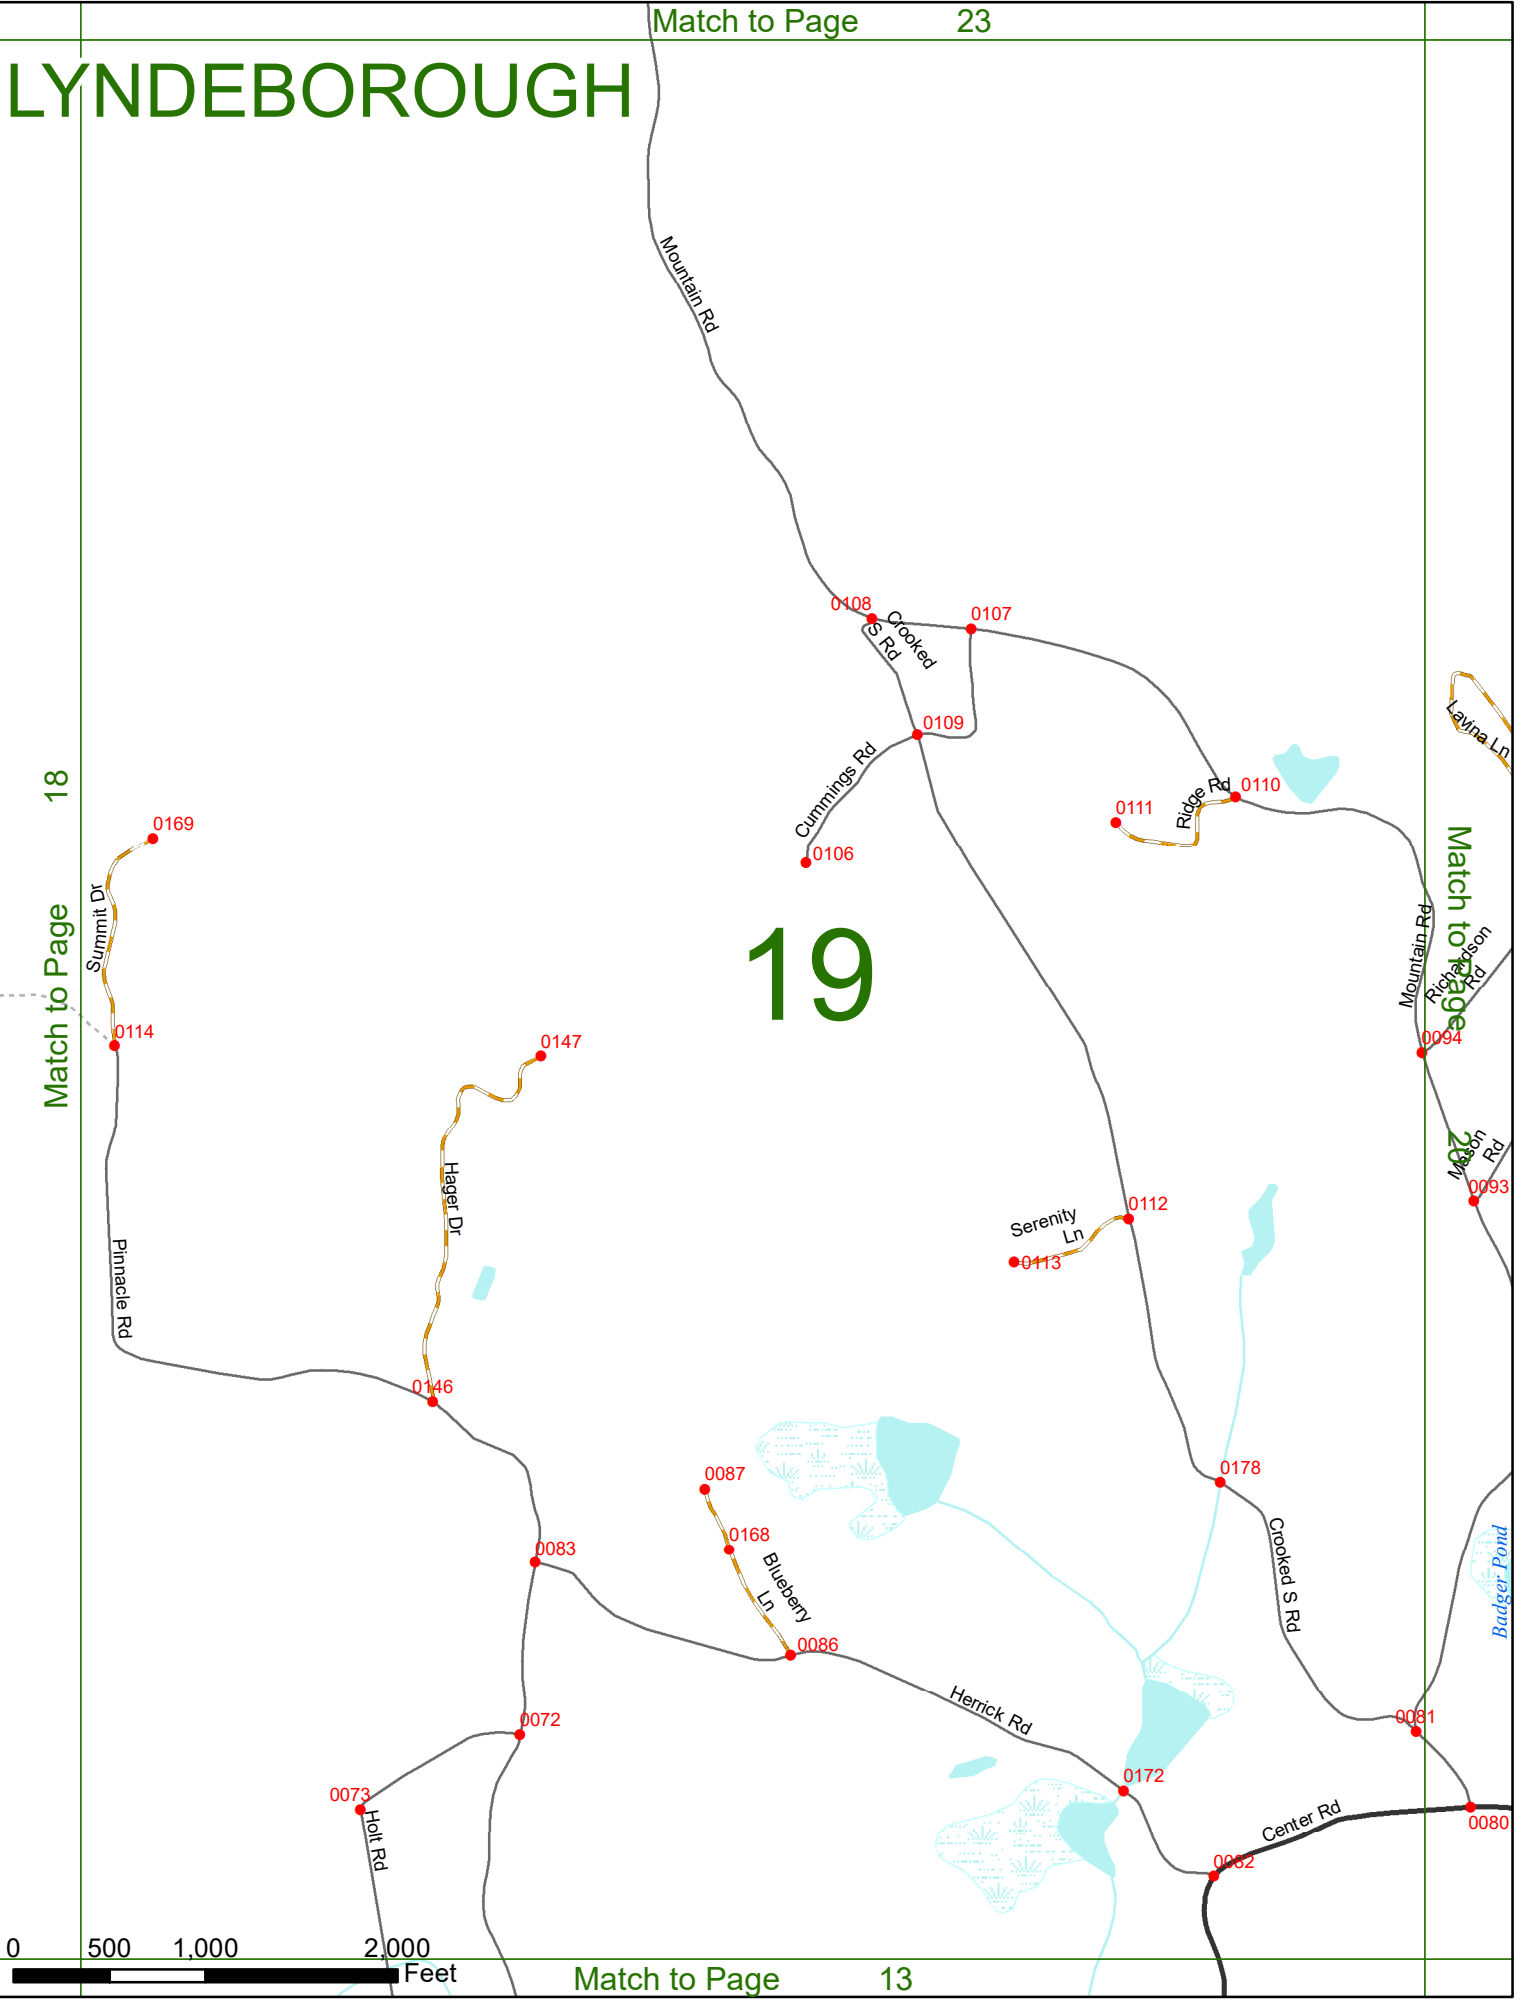 Match to Page 23
LYNDEBOROUGH
Mountain Rd
0108
Crooked
S Rd
0107
0109
Cummings Rd
0106
Ridge Rd
0110
0111
Lavina Ln
Match to Page 18
0169
Summit Dr
0114
19
Mountain Rd
Match to Page 20
Richardson
Rd
0094
0147
Hager Dr
Mason
Rd
0093
Serenity
Ln
0112
0113
Pinnacle Rd
0146
0087
0178
0168
Blueberry
Ln
0083
Crooked S Rd
Badger Pond
0086
Herrick Rd
0072
0081
0073
Holt Rd
0172
Center Rd
0080
0082
0 500 1,000 2,000
Feet
Match to Page 13